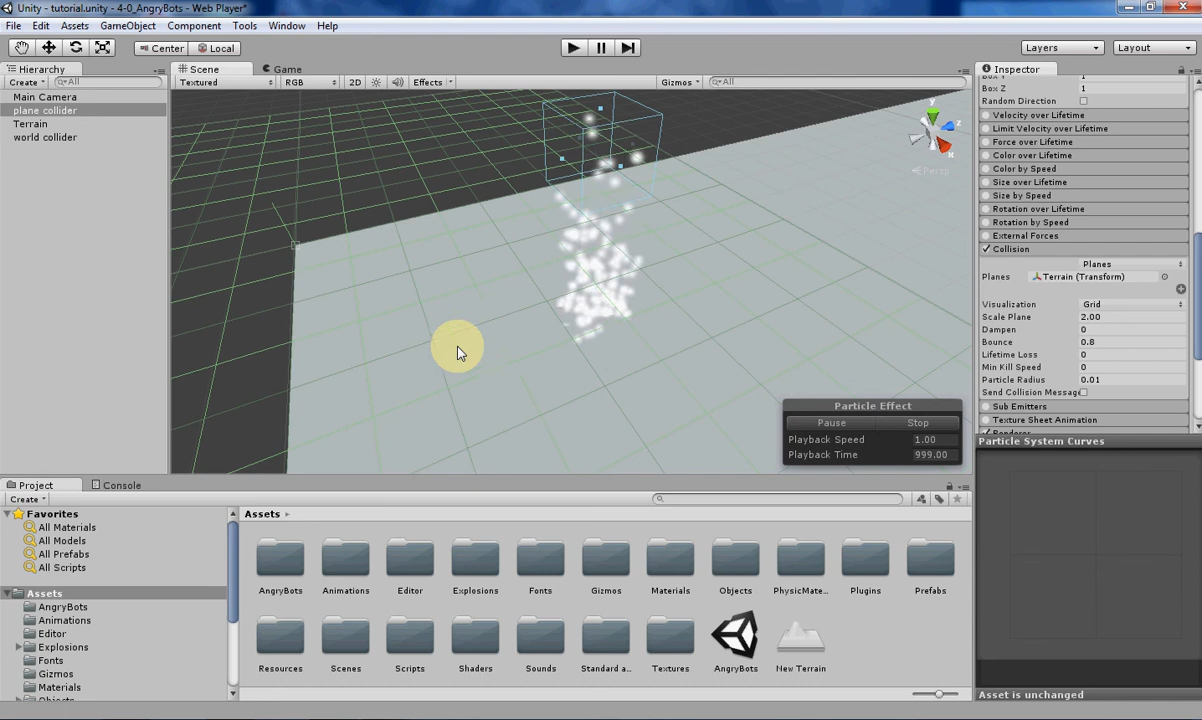 Unity - tutorial.unity - 4-0_AngryBots - Web Player*
File Edit Assets GameObject Component Tools Window Help
Center Local Layers Layout
Hierarchy
Create All
Main Camera
plane collider
Terrain
world collider
Scene Game
Textured RGB 2D Effects Gizmos All
y
z
x
Persp
Particle Effect
Pause Stop
Playback Speed 1.00
Playback Time 999.00
Inspector
Box Z 1
Random Direction
Velocity over Lifetime
Limit Velocity over Lifetime
Force over Lifetime
Color over Lifetime
Color by Speed
Size over Lifetime
Size by Speed
Rotation over Lifetime
Rotation by Speed
External Forces
Collision
Planes
Planes Terrain (Transform)
Visualization Grid
Scale Plane 2.00
Dampen 0
Bounce 0.8
Lifetime Loss 0
Min Kill Speed 0
Particle Radius 0.01
Send Collision Message
Sub Emitters
Texture Sheet Animation
Renderer
Particle System Curves
Asset is unchanged
Project Console
Create
Favorites
All Materials
All Models
All Prefabs
All Scripts
Assets
AngryBots
Animations
Editor
Explosions
Fonts
Gizmos
Materials
Objects
Assets
AngryBots Animations Editor Explosions Fonts Gizmos Materials Objects PhysicMate... Plugins Prefabs
Resources Scenes Scripts Shaders Sounds Standard a... Textures AngryBots New Terrain